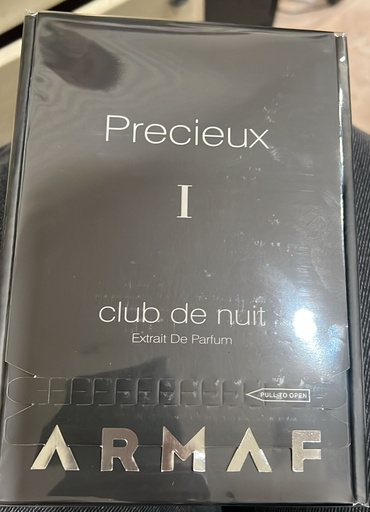 Precieux
I
club de nuit
Extrait De Parfum
PULL TO OPEN
ARMAF